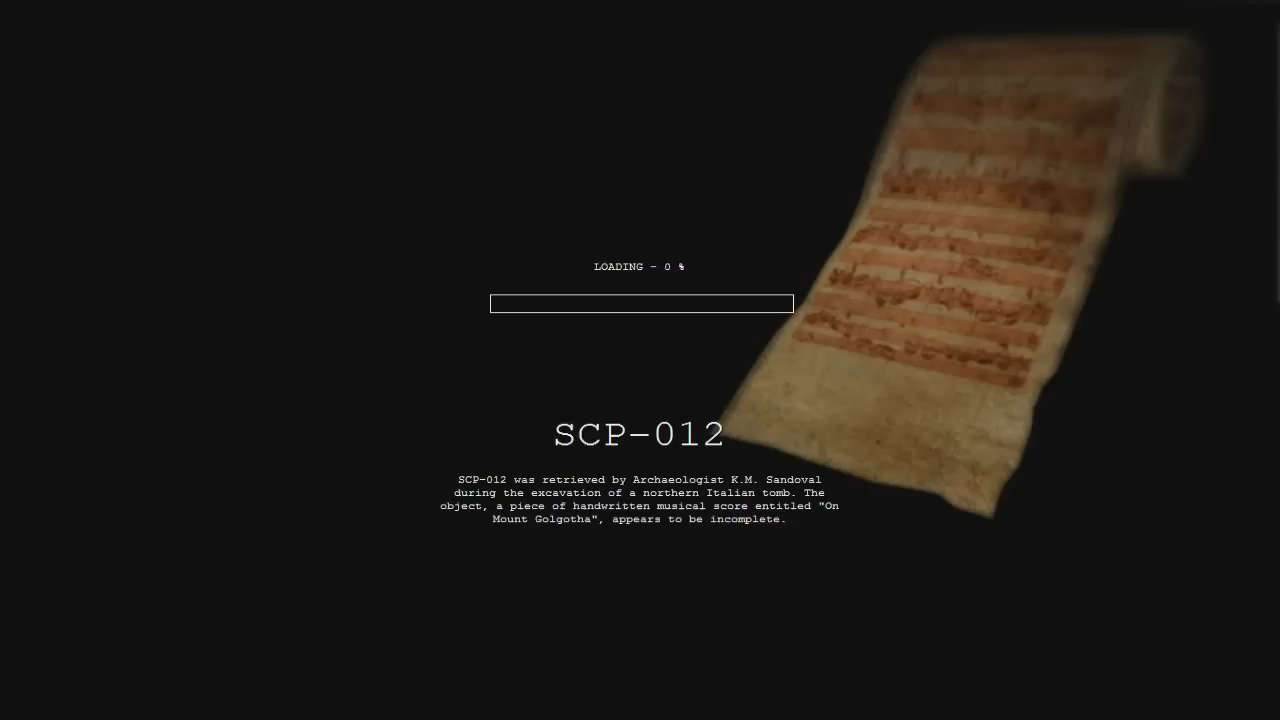 LOADING - 0 %
SCP-012
SCP-012 was retrieved by Archaeologist K.M. Sandoval
during the excavation of a northern Italian tomb. The
object, a piece of handwritten musical score entitled "On
Mount Golgotha", appears to be incomplete.